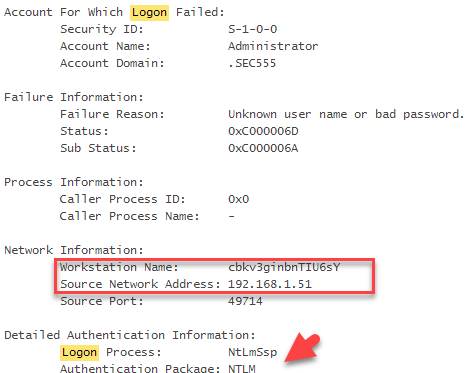 Account For Which Logon Failed:
Security ID: S-1-0-0
Account Name: Administrator
Account Domain: .SEC555
Failure Information:
Failure Reason: Unknown user name or bad password.
Status: 0xC000006D
Sub Status: 0xC000006A
Process Information:
Caller Process ID: 0x0
Caller Process Name: -
Network Information:
Workstation Name: cbkv3ginbnTIU6sY
Source Network Address: 192.168.1.51
Source Port: 49714
Detailed Authentication Information:
Logon Process: NtLmSsp
Authentication Package: NTLM